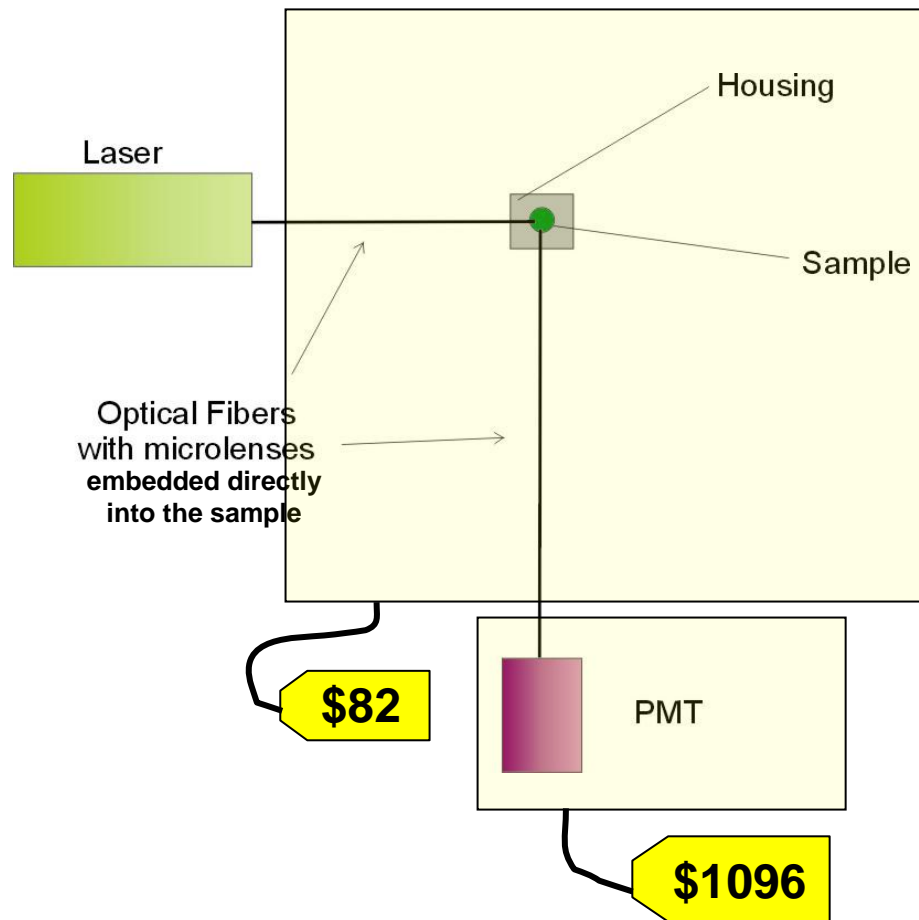 Housing
Laser
Sample
Optical Fibers
with microlenses
embedded directly
into the sample
$82
PMT
$1096